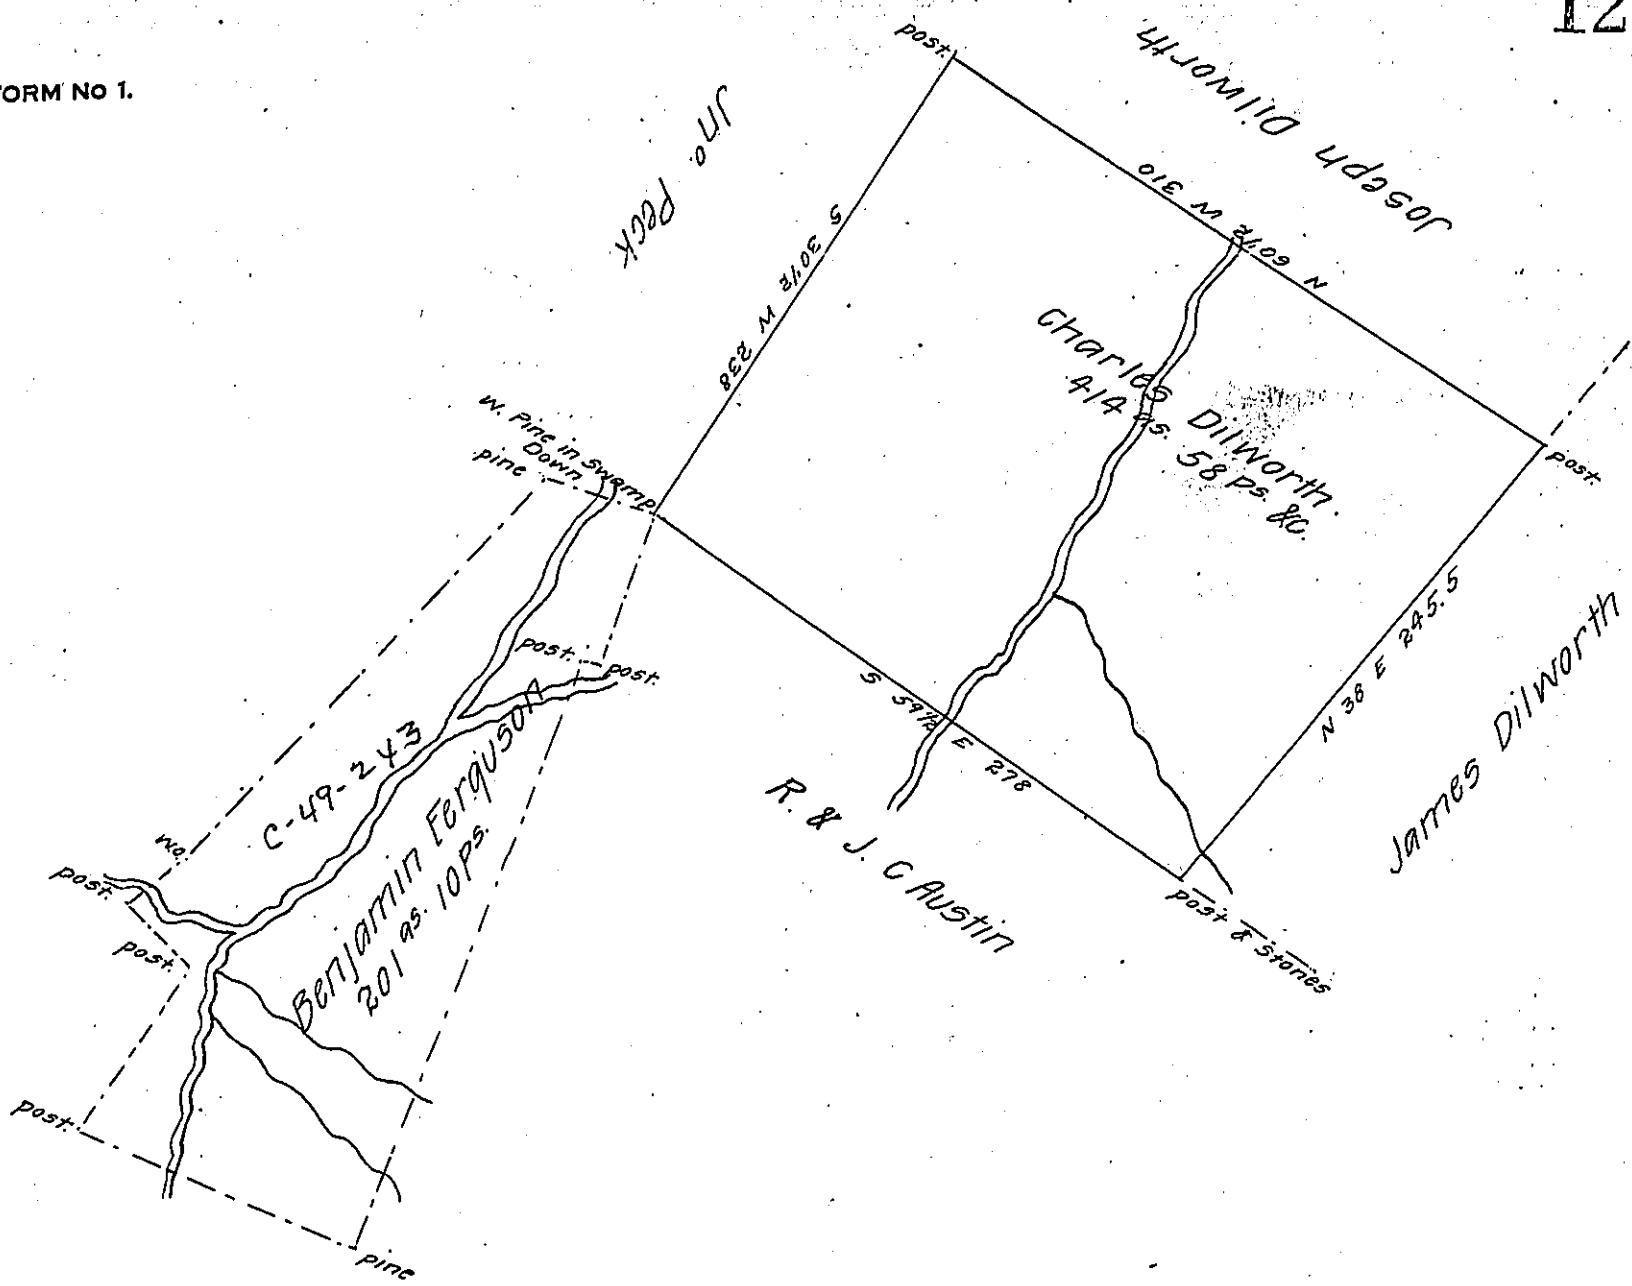 12
FORM No 1.
post.
Joseph Dilworth
Jno. Peck
N 60½ W 310
S 30½ W 238
Charles Dilworth.
414 as. 58 ps. &c.
post.
W. Pine in Swamp
Down
pine
N 38 E 245.5
James Dilworth
post.
post.
S 59½ E 278
R. & J. C Austin
post & Stones
C-49-243
Benjamin Ferguson
201 as. 10 Ps.
W.O.
post.
post.
post.
pine